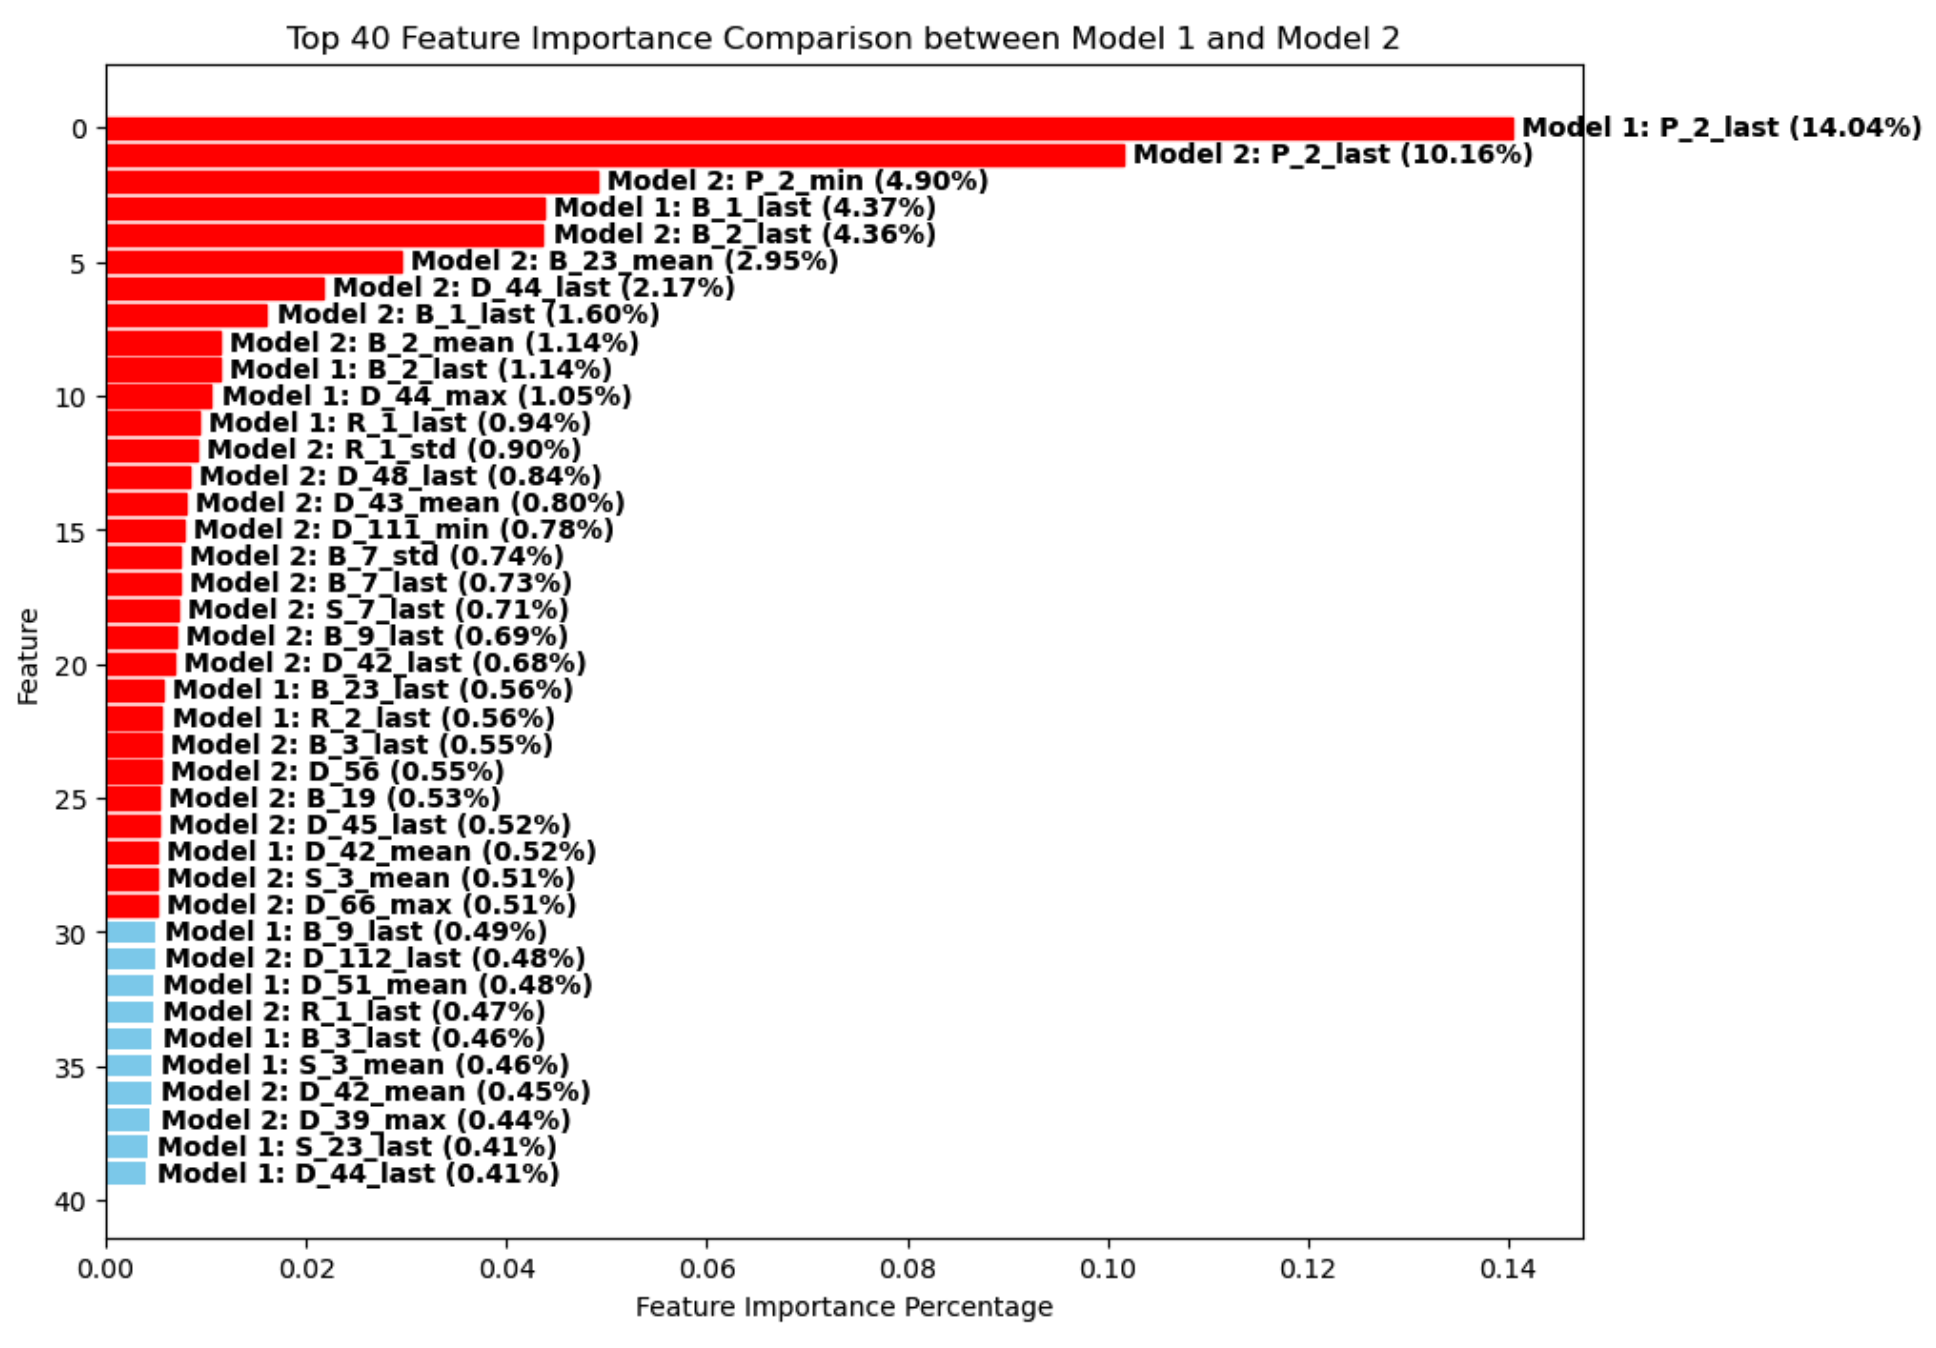 Top 40 Feature Importance Comparison between Model 1 and Model 2
0
Model 1: P_2_last (14.04%)
Model 2: P_2_last (10.16%)
Model 2: P_2_min (4.90%)
Model 1: B_1_last (4.37%)
Model 2: B_2_last (4.36%)
5
Model 2: B_23_mean (2.95%)
Model 2: D_44_last (2.17%)
Model 2: B_1_last (1.60%)
Model 2: B_2_mean (1.14%)
Model 1: B_2_last (1.14%)
10
Model 1: D_44_max (1.05%)
Model 1: R_1_last (0.94%)
Model 2: R_1_std (0.90%)
Model 2: D_48_last (0.84%)
Model 2: D_43_mean (0.80%)
15
Model 2: D_111_min (0.78%)
Model 2: B_7_std (0.74%)
Model 2: B_7_last (0.73%)
Model 2: S_7_last (0.71%)
Model 2: B_9_last (0.69%)
20
Model 2: D_42_last (0.68%)
Model 1: B_23_last (0.56%)
Model 1: R_2_last (0.56%)
Model 2: B_3_last (0.55%)
Model 2: D_56 (0.55%)
25
Model 2: B_19 (0.53%)
Model 2: D_45_last (0.52%)
Model 1: D_42_mean (0.52%)
Model 2: S_3_mean (0.51%)
Model 2: D_66_max (0.51%)
30
Model 1: B_9_last (0.49%)
Model 2: D_112_last (0.48%)
Model 1: D_51_mean (0.48%)
Model 2: R_1_last (0.47%)
Model 1: B_3_last (0.46%)
35
Model 1: S_3_mean (0.46%)
Model 2: D_42_mean (0.45%)
Model 2: D_39_max (0.44%)
Model 1: S_23_last (0.41%)
Model 1: D_44_last (0.41%)
40
Feature
0.00 0.02 0.04 0.06 0.08 0.10 0.12 0.14
Feature Importance Percentage